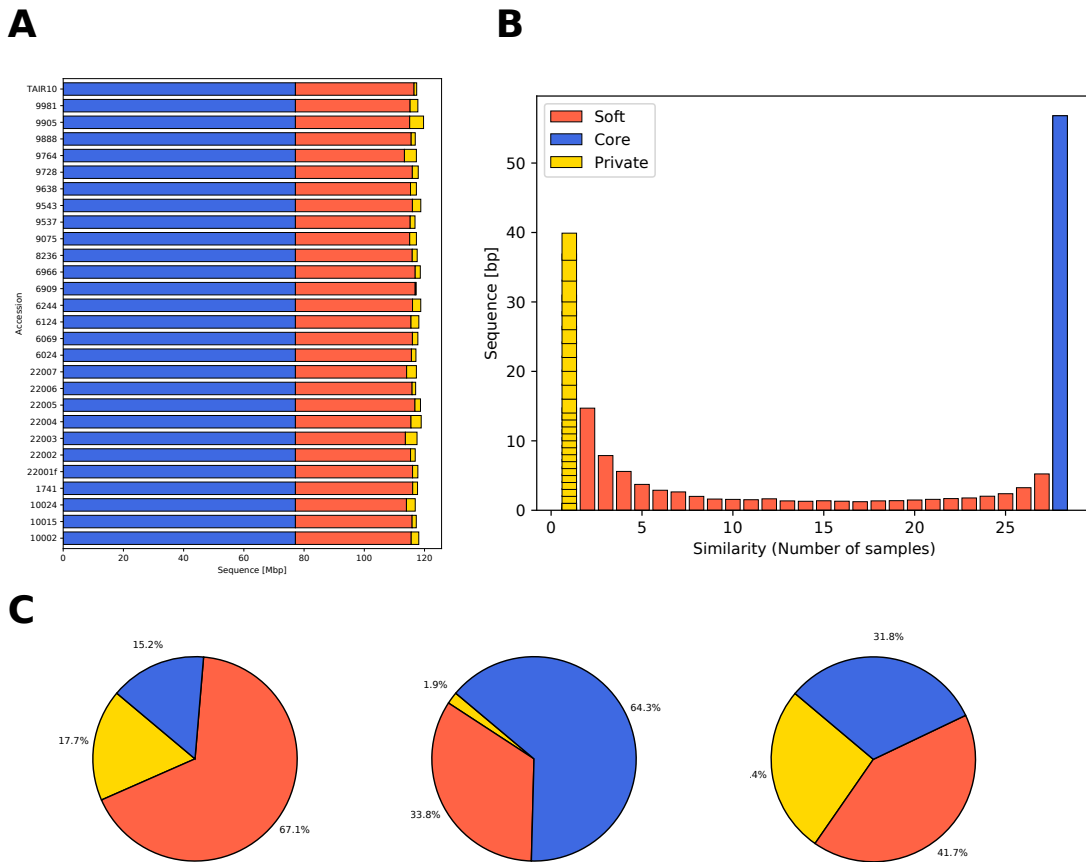 A
TAIR10
9981
9905
9888
9764
9728
9638
9543
9537
9075
8236
6966
6909
6244
6124
6069
6024
22007
22006
22005
22004
22003
22002
22001f
1741
10024
10015
10002
Accession
0 20 40 60 80 100 120
Sequence [Mbp]
B
Soft
Core
Private
50
40
30
20
10
0
Sequence [bp]
0 5 10 15 20 25
Similarity (Number of samples)
C
15.2%
17.7%
67.1%
1.9%
64.3%
33.8%
31.8%
.4%
41.7%